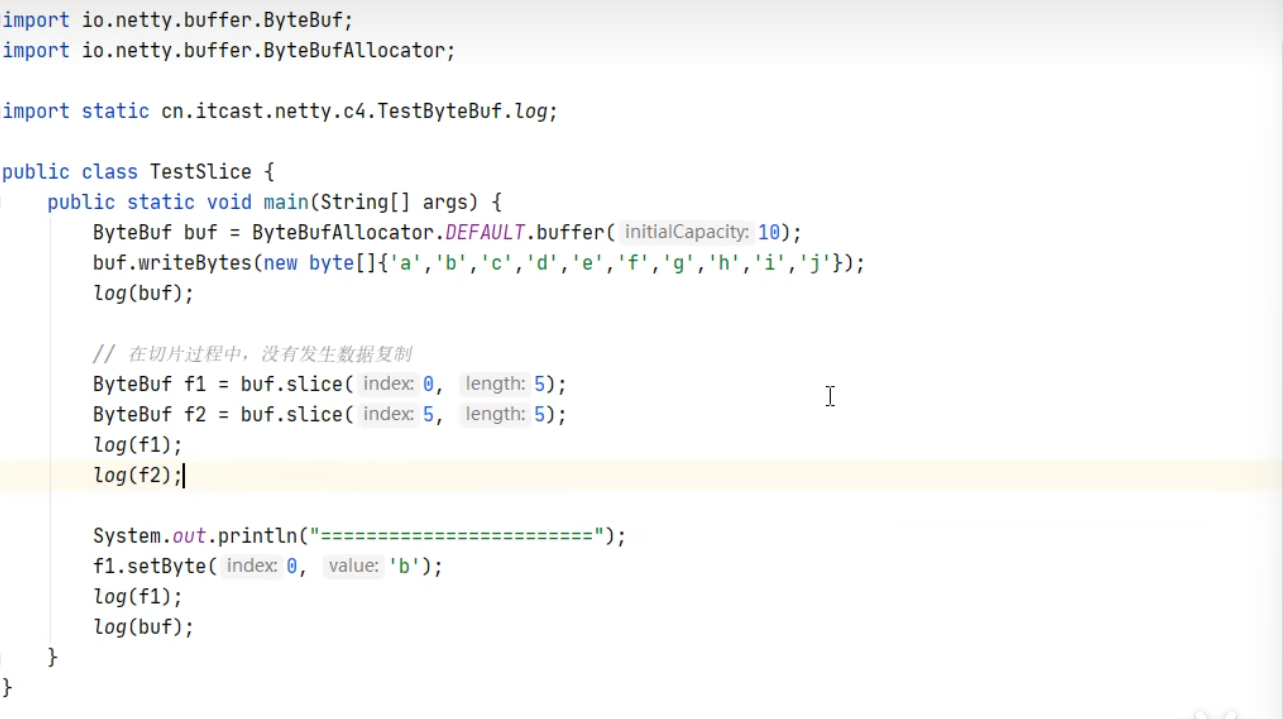 import io.netty.buffer.ByteBuf;
import io.netty.buffer.ByteBufAllocator;
import static cn.itcast.netty.c4.TestByteBuf.log;
public class TestSlice {
public static void main(String[] args) {
ByteBuf buf = ByteBufAllocator.DEFAULT.buffer( initialCapacity: 10);
buf.writeBytes(new byte[]{'a','b','c','d','e','f','g','h','i','j'});
log(buf);
// 在切片过程中，没有发生数据复制
ByteBuf f1 = buf.slice( index: 0, length: 5);
ByteBuf f2 = buf.slice( index: 5, length: 5);
log(f1);
log(f2);
System.out.println("========================");
f1.setByte( index: 0, value: 'b');
log(f1);
log(buf);
}
}